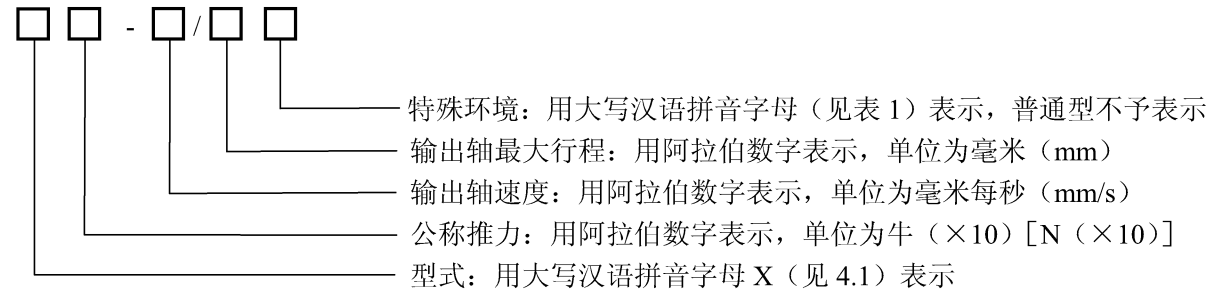 □ □ - □ / □ □
特殊环境：用大写汉语拼音字母（见表 1）表示，普通型不予表示
输出轴最大行程：用阿拉伯数字表示，单位为毫米（mm）
输出轴速度：用阿拉伯数字表示，单位为毫米每秒（mm/s）
公称推力：用阿拉伯数字表示，单位为牛（×10）[N（×10）]
型式：用大写汉语拼音字母 X（见 4.1）表示